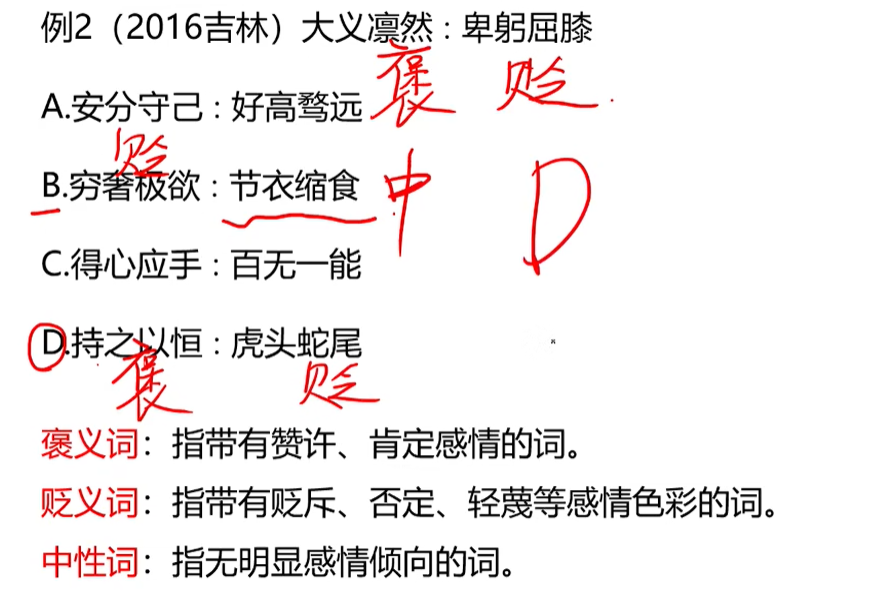 例2（2016吉林）大义凛然：卑躬屈膝
褒 贬
A.安分守己：好高骛远
贬
B.穷奢极欲：节衣缩食 中 D
C.得心应手：百无一能
D.持之以恒：虎头蛇尾
褒 贬
褒义词：指带有赞许、肯定感情的词。
贬义词：指带有贬斥、否定、轻蔑等感情色彩的词。
中性词：指无明显感情倾向的词。